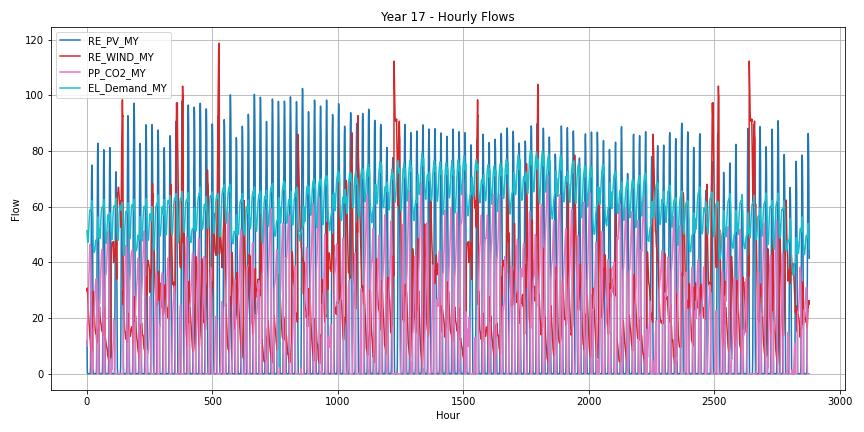 Year 17 - Hourly Flows
RE_PV_MY
RE_WIND_MY
PP_CO2_MY
EL_Demand_MY
Flow
120
100
80
60
40
20
0
0 500 1000 1500 2000 2500 3000
Hour